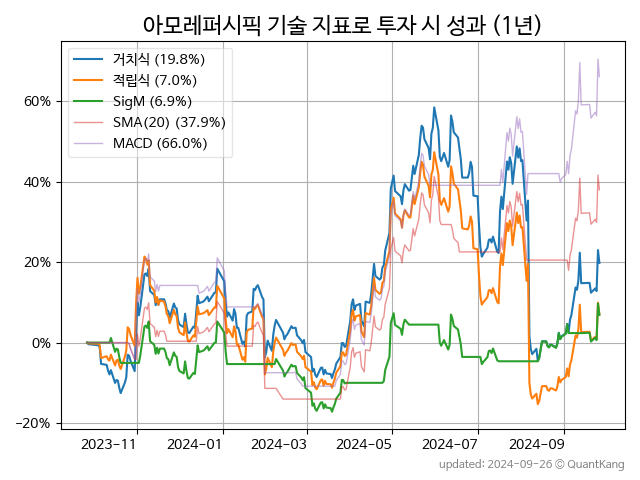 아모레퍼시픽 기술 지표로 투자 시 성과 (1년)
거치식 (19.8%)
적립식 (7.0%)
SigM (6.9%)
SMA(20) (37.9%)
MACD (66.0%)
60%
40%
20%
0%
−20%
2023-11 2024-01 2024-03 2024-05 2024-07 2024-09
updated: 2024-09-26 © QuantKang